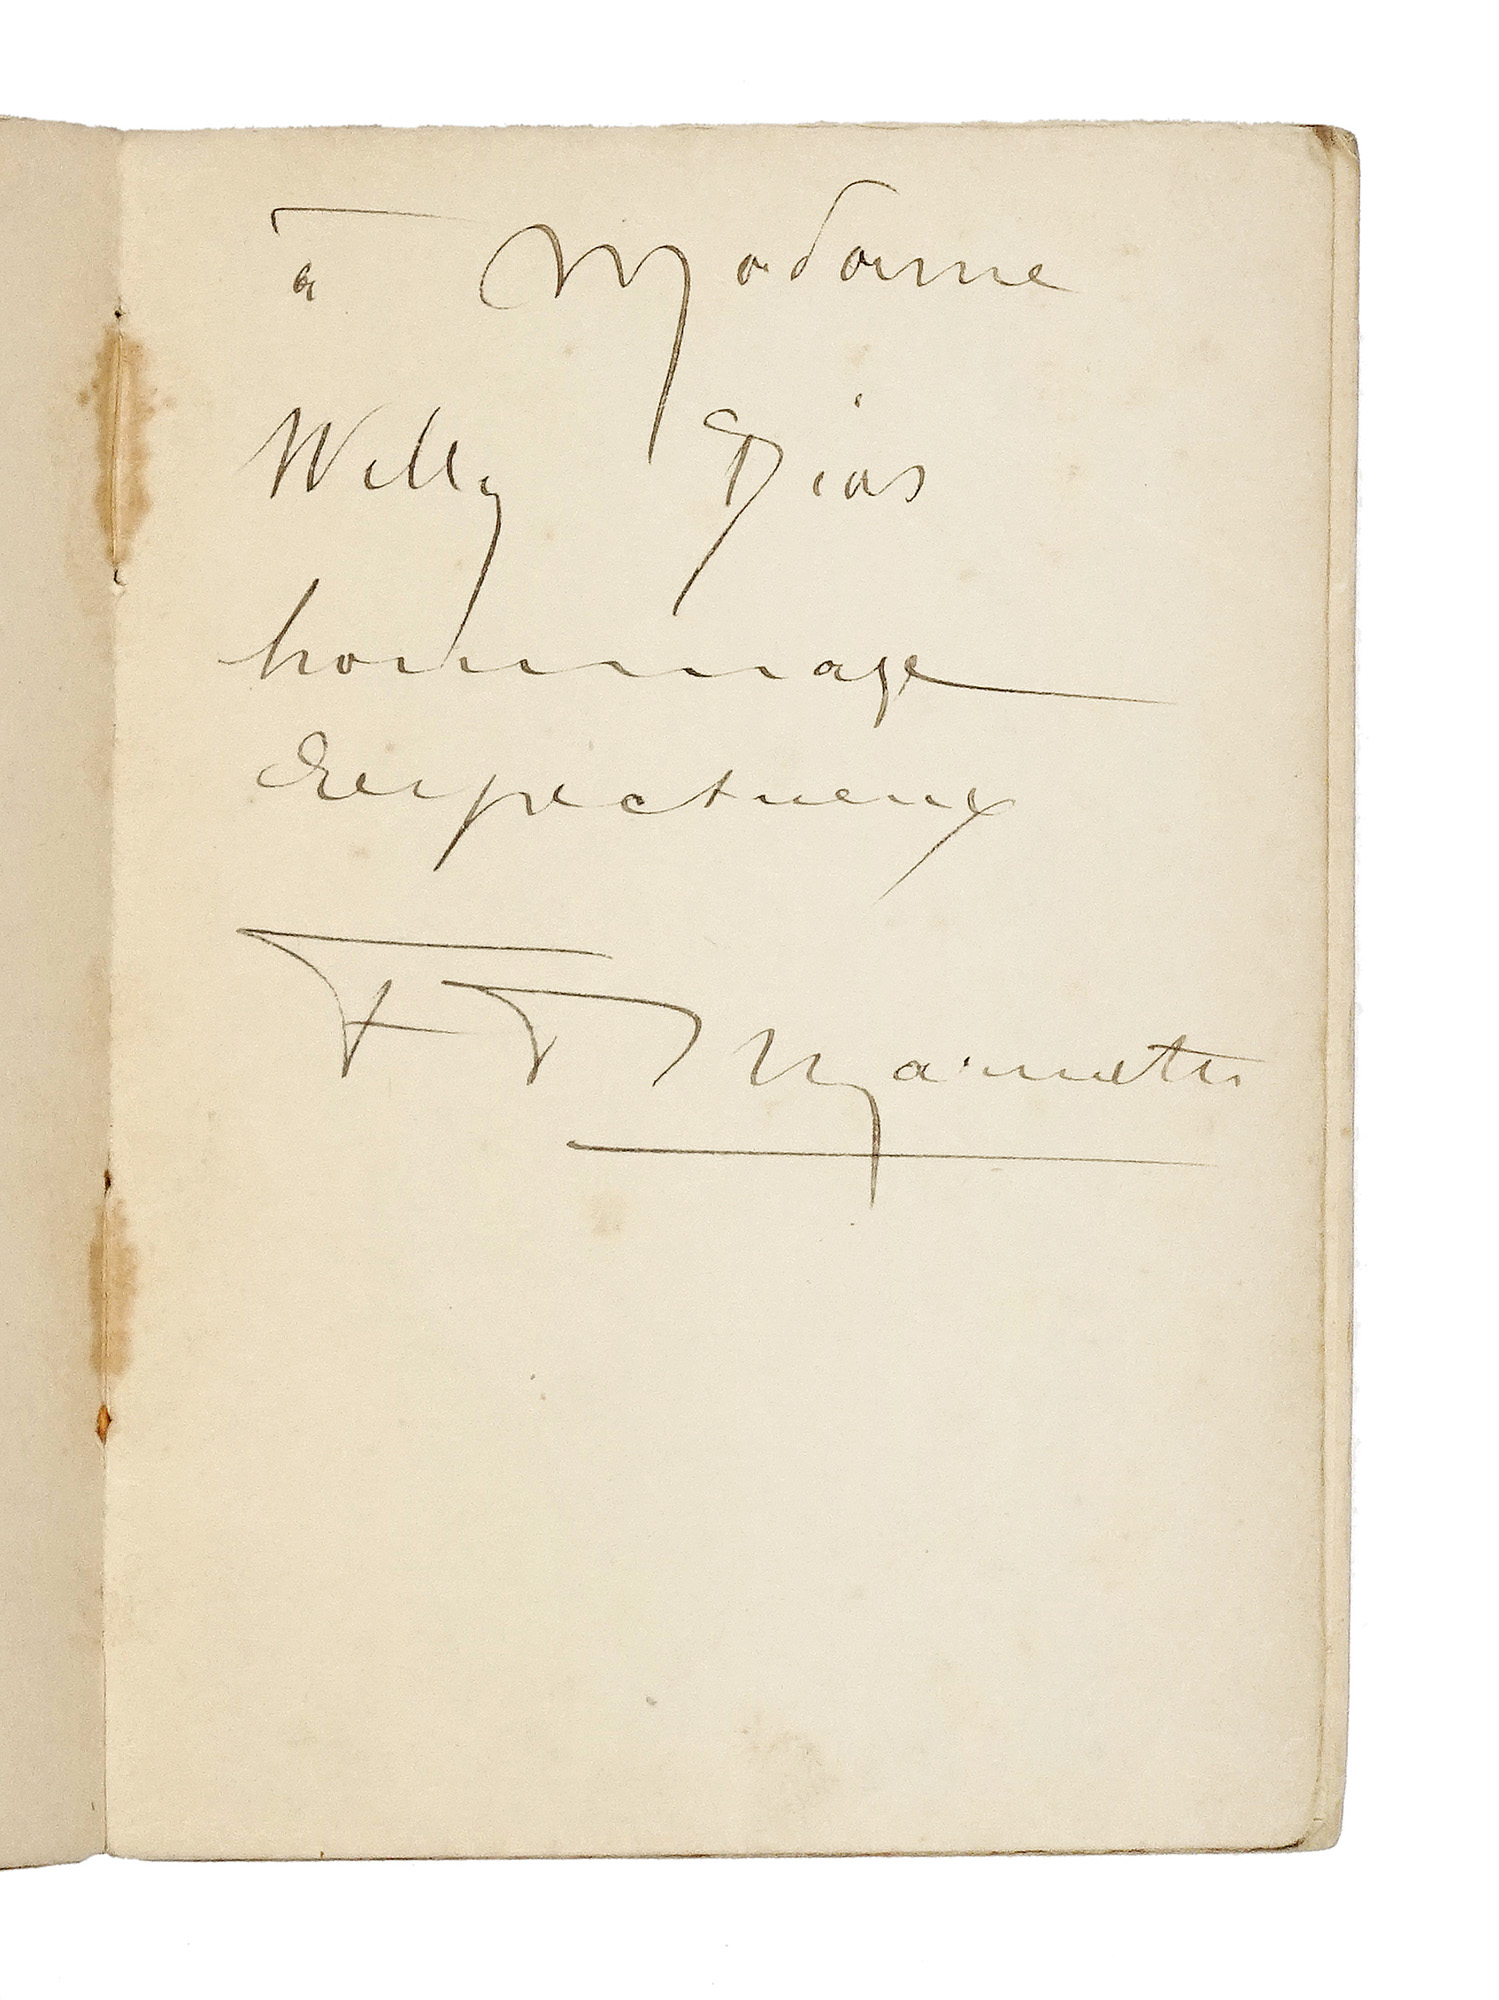 à Madame
Willy Dias
hommage
respectueux
F T Marinetti